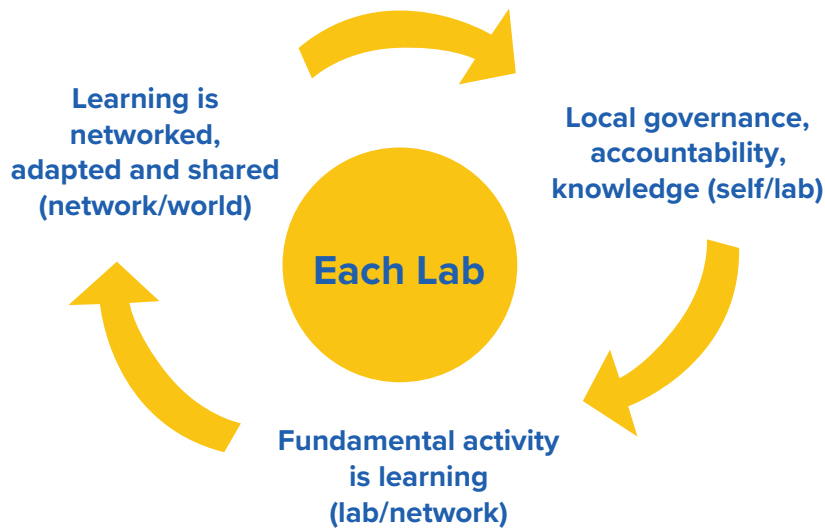 Learning is
networked,
adapted and shared
(network/world)
Local governance,
accountability,
knowledge (self/lab)
Each Lab
Fundamental activity
is learning
(lab/network)